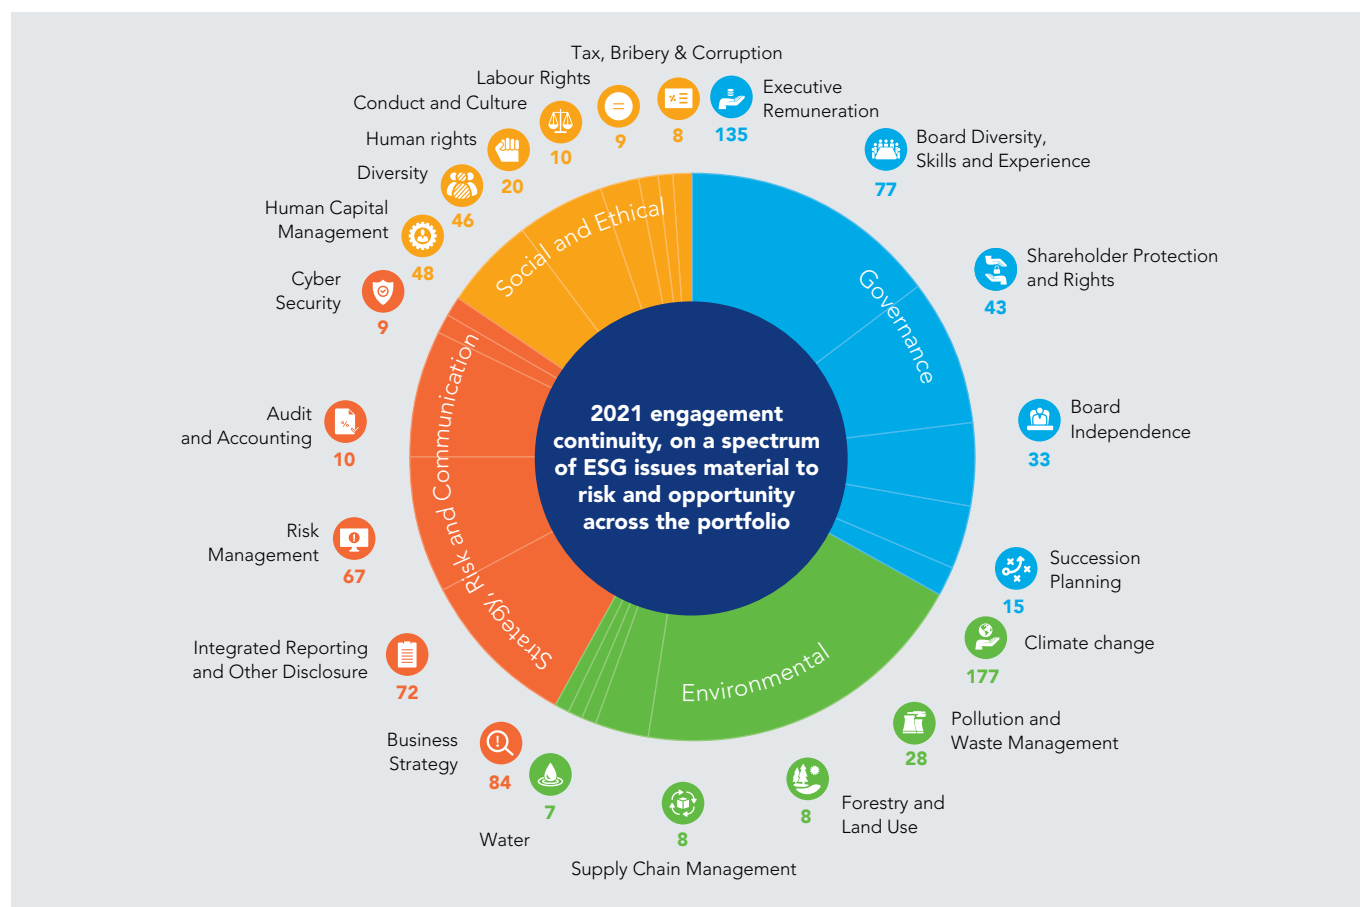 Tax, Bribery & Corruption
8
Labour Rights
9
Conduct and Culture
10
Human rights
20
Diversity
46
Human Capital
Management
48
Cyber
Security
9
Audit
and Accounting
10
Risk
Management
67
Integrated Reporting
and Other Disclosure
72
Business
Strategy
84
Executive
Remuneration
135
Board Diversity,
Skills and Experience
77
Shareholder Protection
and Rights
43
Board
Independence
33
Succession
Planning
15
Climate change
177
Pollution and
Waste Management
28
Forestry and
Land Use
8
Supply Chain Management
8
Water
7
Social and Ethical
Governance
Strategy, Risk and Communication
Environmental
2021 engagement
continuity, on a spectrum
of ESG issues material to
risk and opportunity
across the portfolio